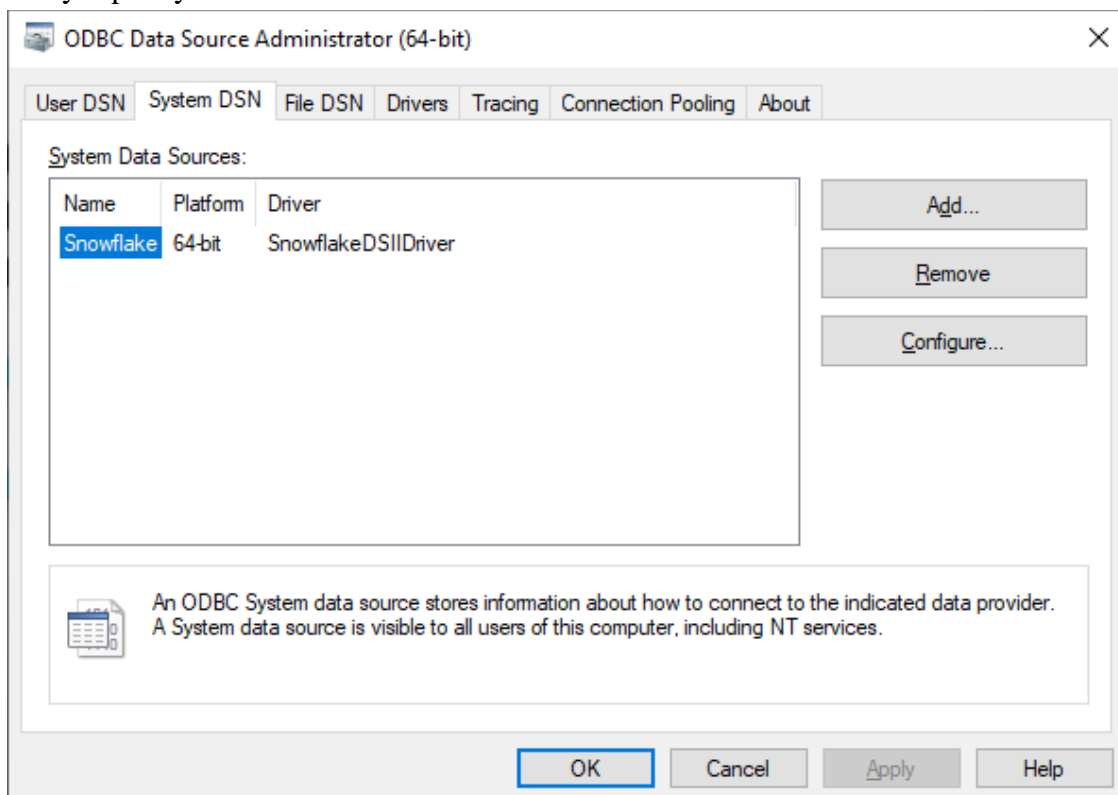 ODBC Data Source Administrator (64-bit)
User DSN System DSN File DSN Drivers Tracing Connection Pooling About
System Data Sources:
Name Platform Driver
Snowflake 64-bit SnowflakeDSIIDriver
Add...
Remove
Configure...
An ODBC System data source stores information about how to connect to the indicated data provider.
A System data source is visible to all users of this computer, including NT services.
OK Cancel Apply Help